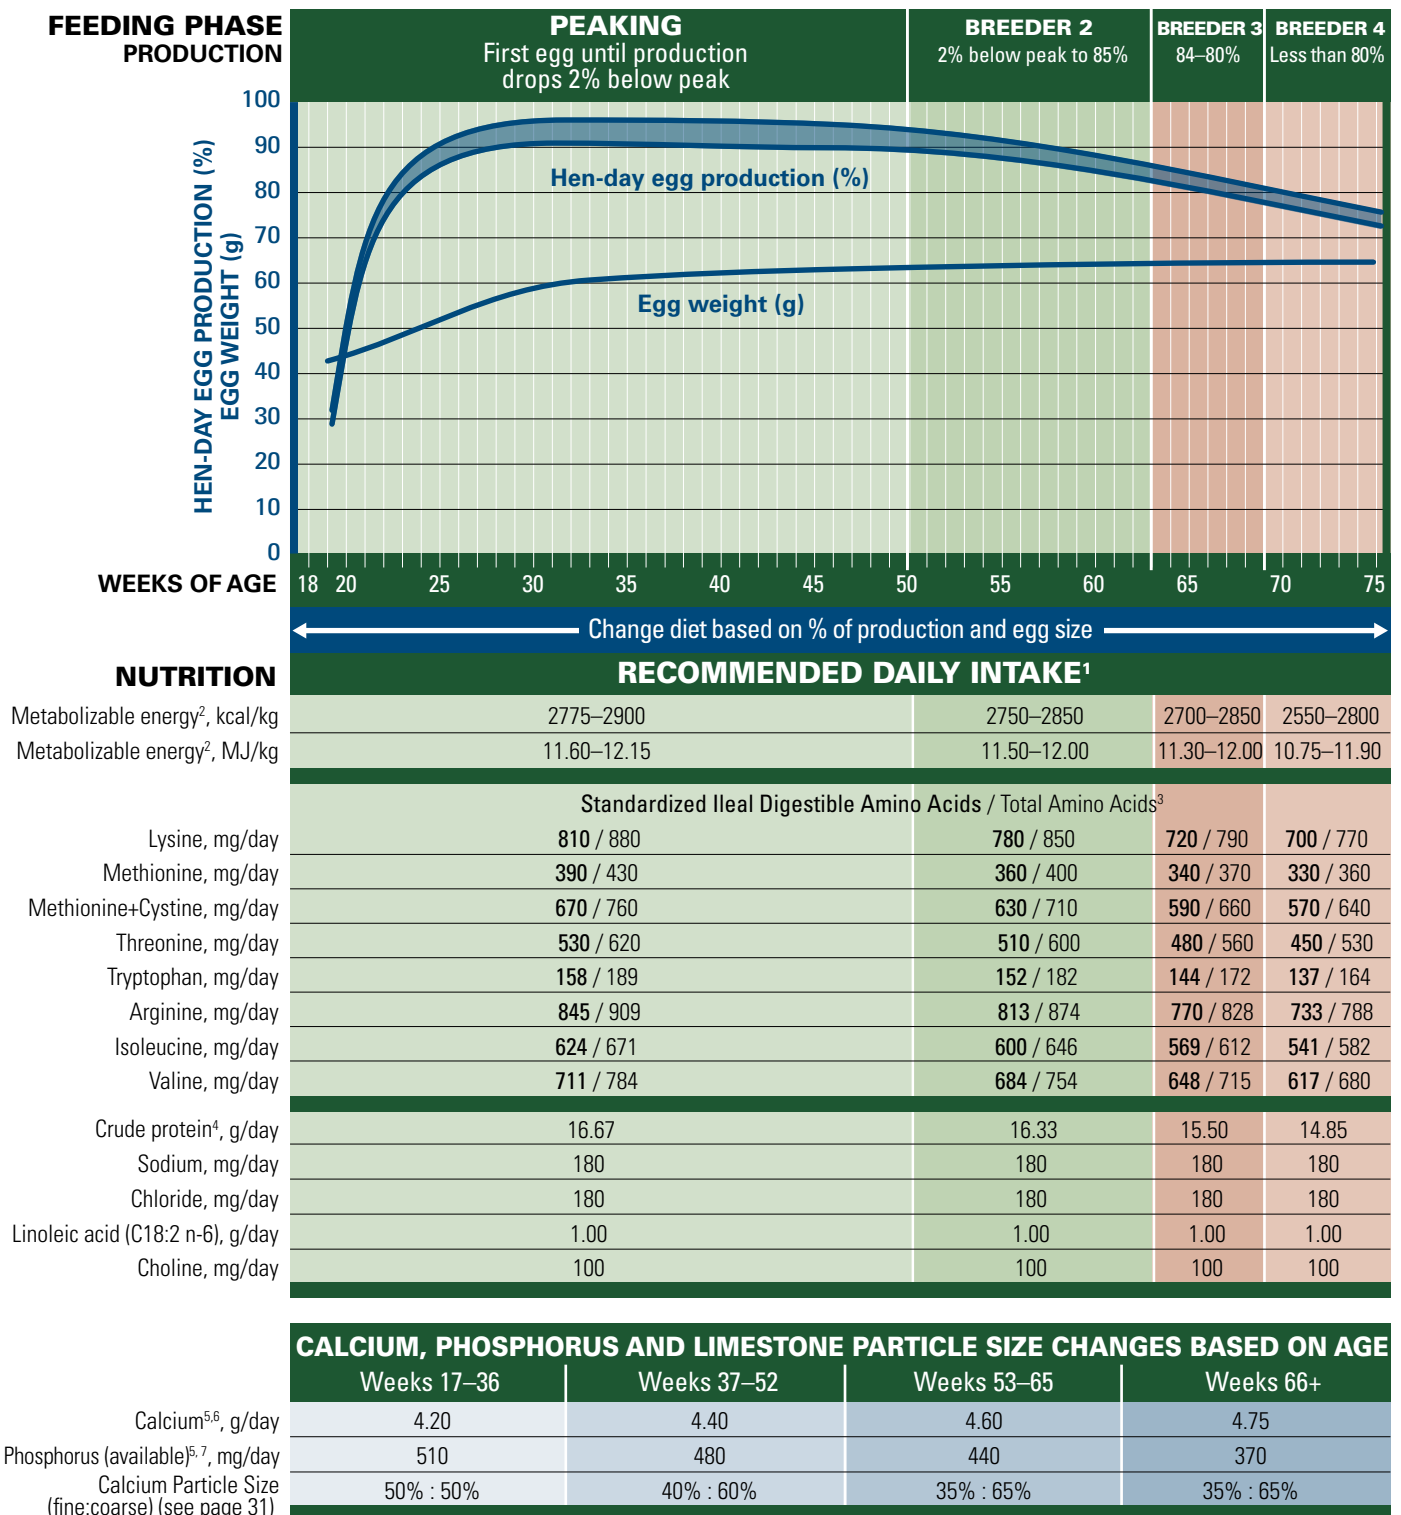 FEEDING PHASE
PRODUCTION
PEAKING
First egg until production
drops 2% below peak
BREEDER 2
2% below peak to 85%
BREEDER 3
84–80%
BREEDER 4
Less than 80%
HEN-DAY EGG PRODUCTION (%)
EGG WEIGHT (g)
100
90
80
70
60
50
40
30
20
10
0
Hen-day egg production (%)
Egg weight (g)
WEEKS OF AGE 18 20 25 30 35 40 45 50 55 60 65 70 75
Change diet based on % of production and egg size
NUTRITION RECOMMENDED DAILY INTAKE¹
Metabolizable energy², kcal/kg 2775–2900 2750–2850 2700–2850 2550–2800
Metabolizable energy², MJ/kg 11.60–12.15 11.50–12.00 11.30–12.00 10.75–11.90
Standardized Ileal Digestible Amino Acids / Total Amino Acids³
Lysine, mg/day 810 / 880 780 / 850 720 / 790 700 / 770
Methionine, mg/day 390 / 430 360 / 400 340 / 370 330 / 360
Methionine+Cystine, mg/day 670 / 760 630 / 710 590 / 660 570 / 640
Threonine, mg/day 530 / 620 510 / 600 480 / 560 450 / 530
Tryptophan, mg/day 158 / 189 152 / 182 144 / 172 137 / 164
Arginine, mg/day 845 / 909 813 / 874 770 / 828 733 / 788
Isoleucine, mg/day 624 / 671 600 / 646 569 / 612 541 / 582
Valine, mg/day 711 / 784 684 / 754 648 / 715 617 / 680
Crude protein⁴, g/day 16.67 16.33 15.50 14.85
Sodium, mg/day 180 180 180 180
Chloride, mg/day 180 180 180 180
Linoleic acid (C18:2 n-6), g/day 1.00 1.00 1.00 1.00
Choline, mg/day 100 100 100 100
CALCIUM, PHOSPHORUS AND LIMESTONE PARTICLE SIZE CHANGES BASED ON AGE
Weeks 17–36 Weeks 37–52 Weeks 53–65 Weeks 66+
Calcium⁵,⁶, g/day 4.20 4.40 4.60 4.75
Phosphorus (available)⁵, ⁷, mg/day 510 480 440 370
Calcium Particle Size
(fine:coarse) (see page 31) 50% : 50% 40% : 60% 35% : 65% 35% : 65%